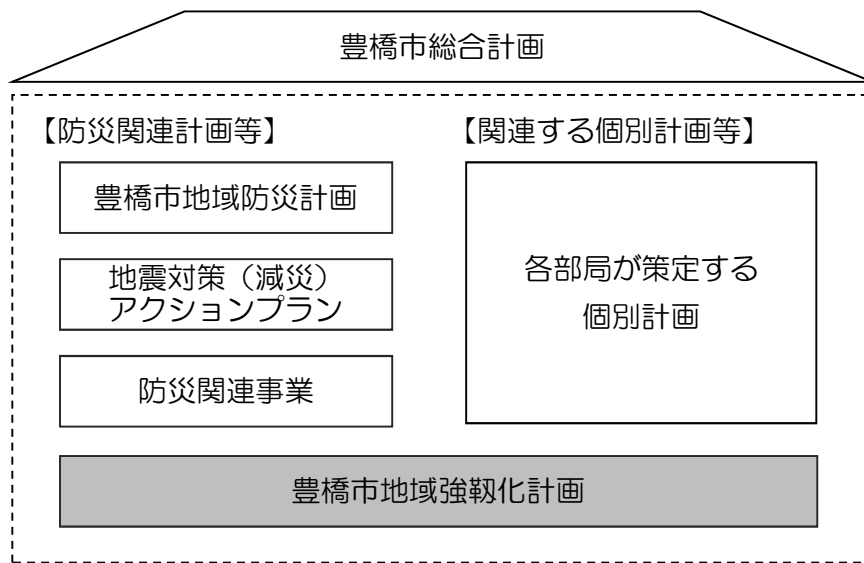 豊橋市総合計画
【防災関連計画等】
豊橋市地域防災計画
地震対策（減災）
アクションプラン
防災関連事業
【関連する個別計画等】
各部局が策定する
個別計画
豊橋市地域強靱化計画